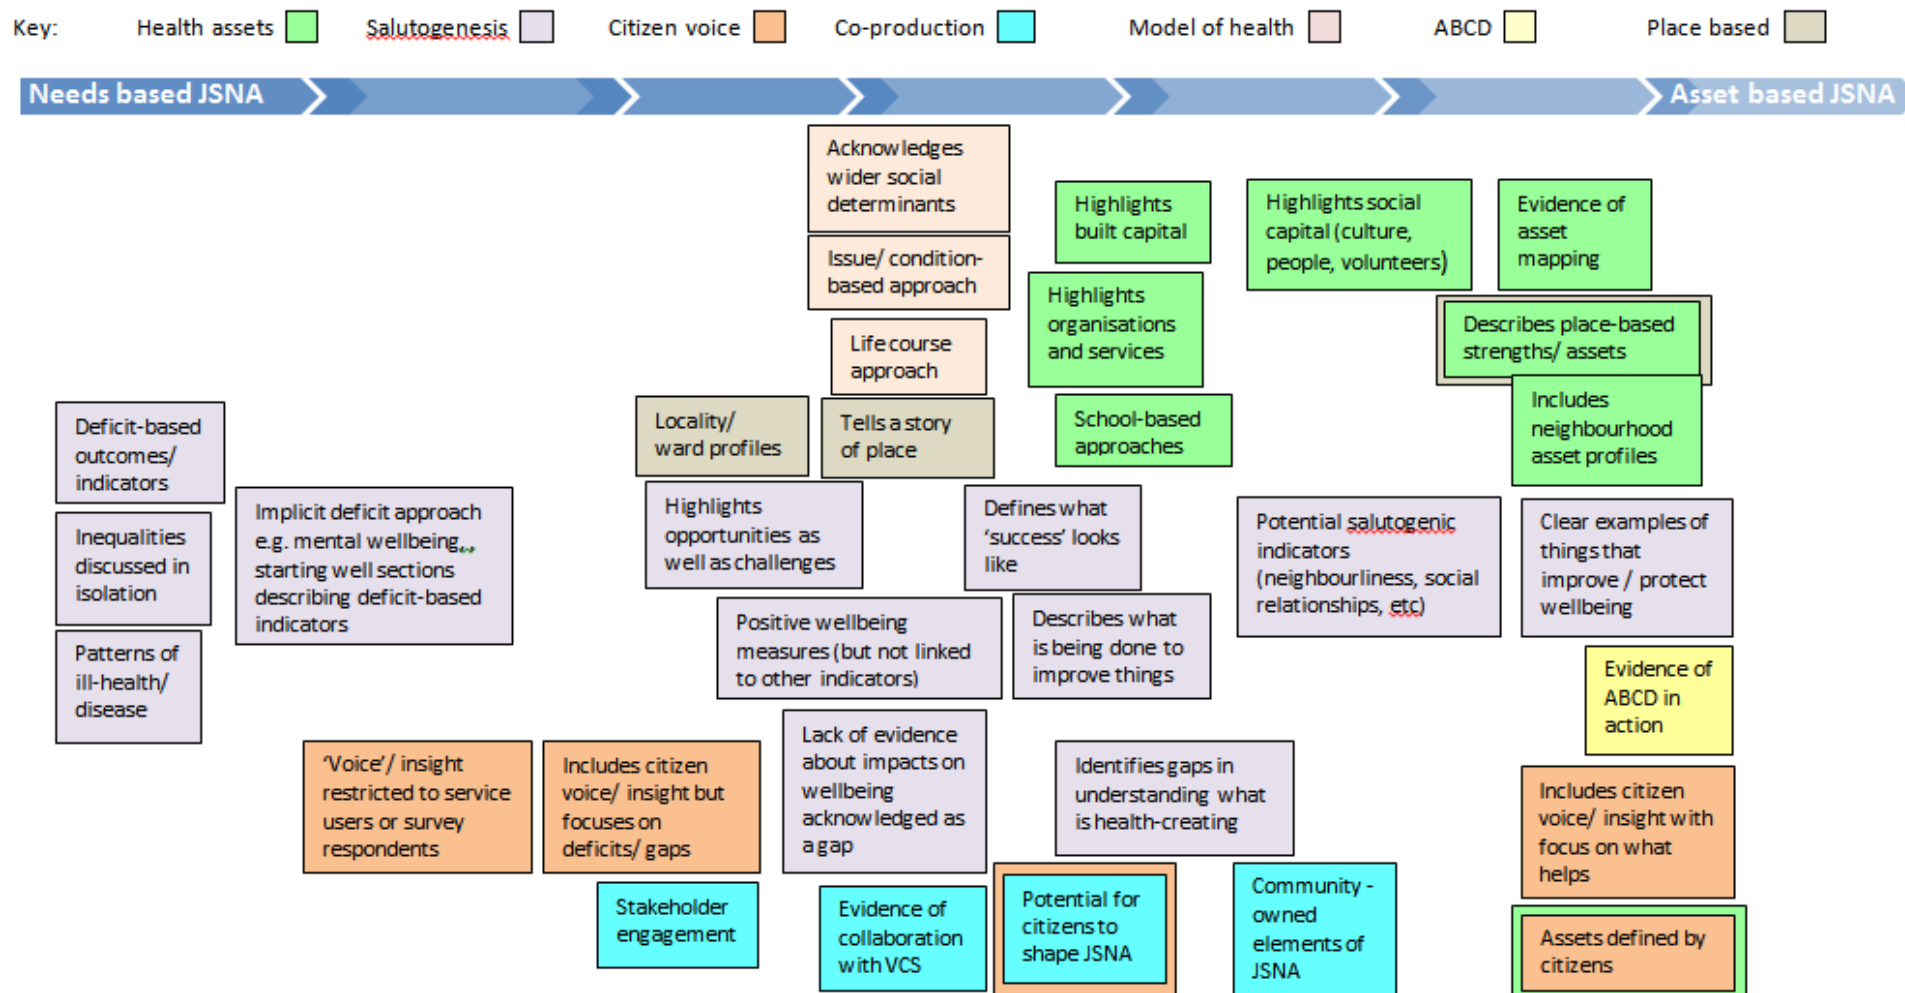 Key:
Health assets
Salutogenesis
Citizen voice
Co-production
Model of health
ABCD
Place based
Needs based JSNA
Asset based JSNA
Acknowledges
wider social
determinants
Issue/ condition-
based approach
Life course
approach
Highlights
built capital
Highlights
organisations
and services
School-based
approaches
Highlights social
capital (culture,
people, volunteers)
Evidence of
asset
mapping
Describes place-based
strengths/ assets
Includes
neighbourhood
asset profiles
Locality/
ward profiles
Tells a story
of place
Deficit-based
outcomes/
indicators
Inequalities
discussed in
isolation
Patterns of
ill-health/
disease
Implicit deficit approach
e.g. mental wellbeing,,
starting well sections
describing deficit-based
indicators
Highlights
opportunities as
well as challenges
Defines what
‘success’ looks
like
Positive wellbeing
measures (but not linked
to other indicators)
Describes what
is being done to
improve things
Potential salutogenic
indicators
(neighbourliness, social
relationships, etc)
Clear examples of
things that
improve / protect
wellbeing
Evidence of
ABCD in
action
‘Voice’/ insight
restricted to service
users or survey
respondents
Includes citizen
voice/ insight but
focuses on
deficits/ gaps
Lack of evidence
about impacts on
wellbeing
acknowledged as
a gap
Identifies gaps in
understanding what
is health-creating
Includes citizen
voice/ insight with
focus on what
helps
Stakeholder
engagement
Evidence of
collaboration
with VCS
Potential for
citizens to
shape JSNA
Community -
owned
elements of
JSNA
Assets defined by
citizens